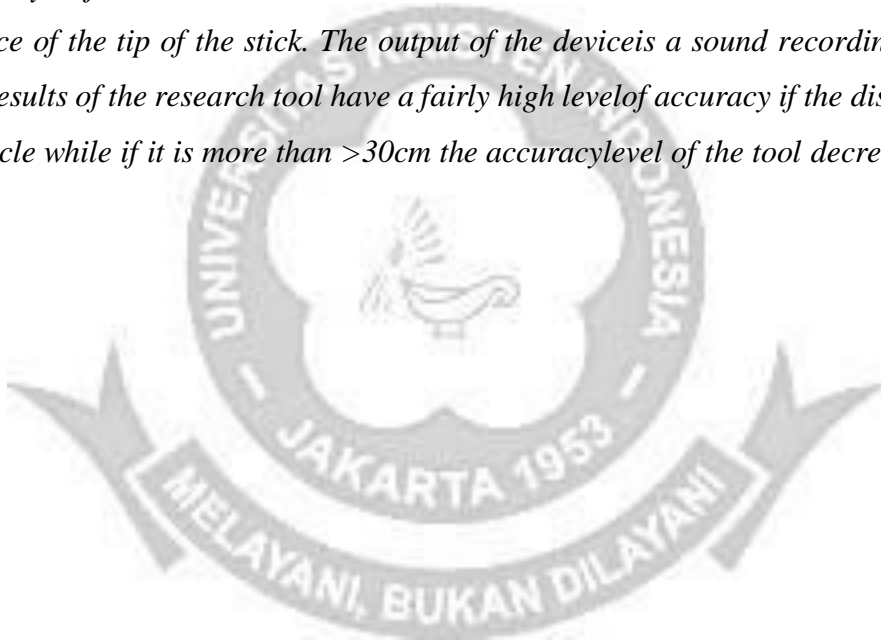 ce of the tip of the stick. The output of the deviceis a sound recordin
esults of the research tool have a fairly high levelof accuracy if the dis
cle while if it is more than >30cm the accuracylevel of the tool decre
UNIVERSITAS KRISTEN INDONESIA
- JAKARTA 1953 -
MELAYANI, BUKAN DILAYANI